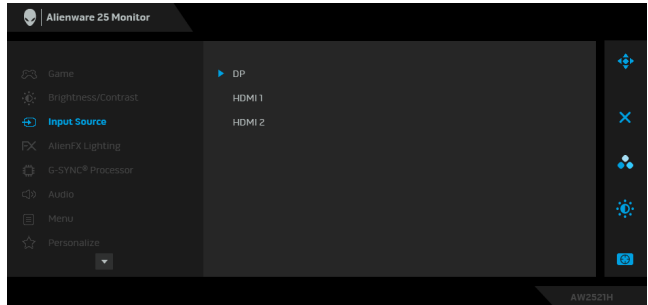 Alienware 25 Monitor
Game
Brightness/Contrast
Input Source
AlienFX Lighting
G-SYNC® Processor
Audio
Menu
Personalize
DP
HDMI 1
HDMI 2
AW2521H